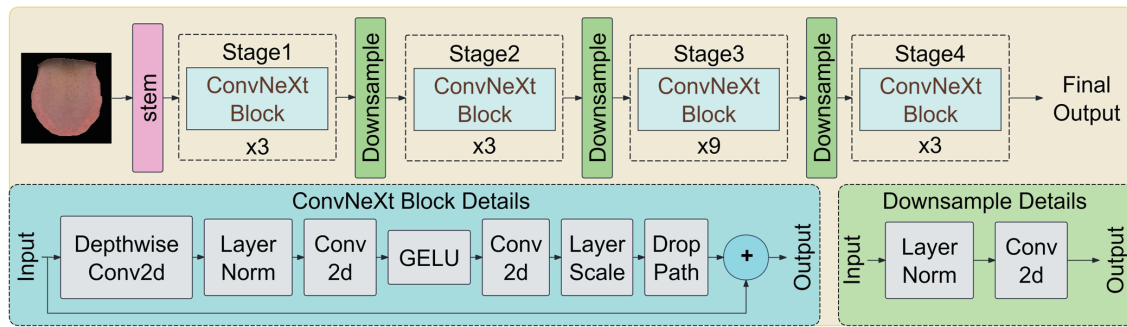 stem
Stage1
ConvNeXt
Block
x3
Downsample
Stage2
ConvNeXt
Block
x3
Downsample
Stage3
ConvNeXt
Block
x9
Downsample
Stage4
ConvNeXt
Block
x3
Final
Output
ConvNeXt Block Details
Input
Depthwise
Conv2d
Layer
Norm
Conv
2d
GELU
Conv
2d
Layer
Scale
Drop
Path
+
Output
Downsample Details
Input
Layer
Norm
Conv
2d
Output